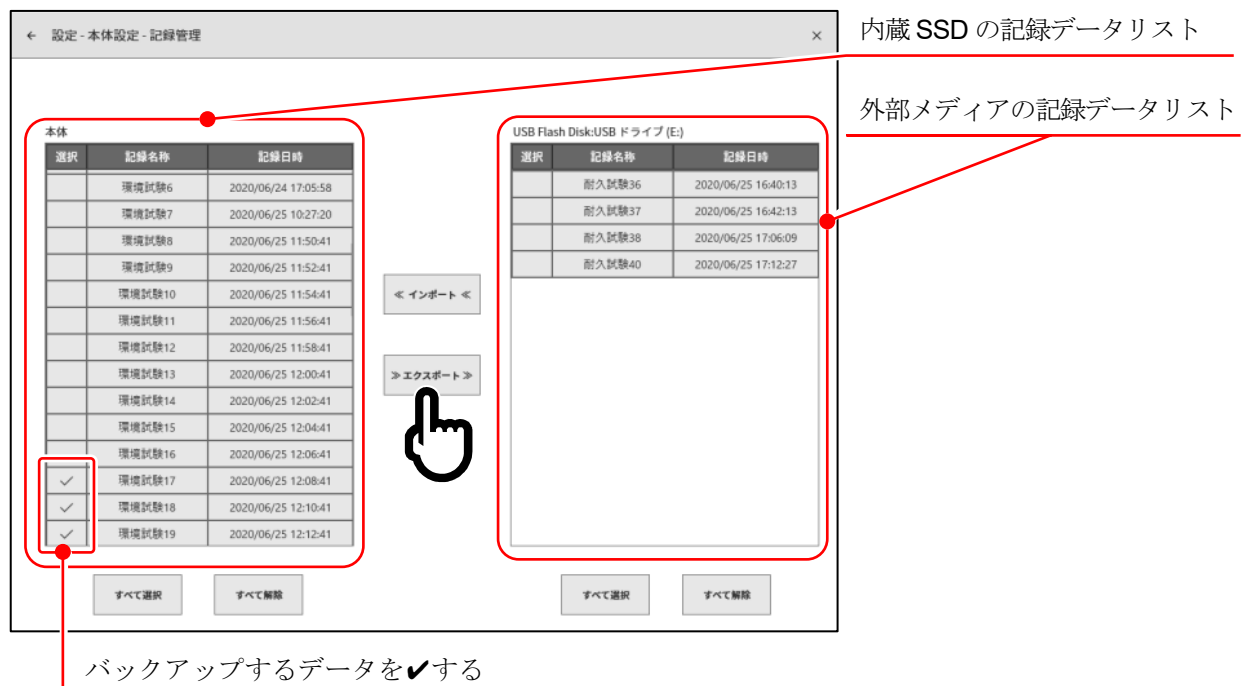 ← 設定 - 本体設定 - 記録管理 ×
内蔵 SSD の記録データリスト
外部メディアの記録データリスト
本体
選択 記録名称 記録日時
環境試験6 2020/06/24 17:05:58
環境試験7 2020/06/25 10:27:20
環境試験8 2020/06/25 11:50:41
環境試験9 2020/06/25 11:52:41
環境試験10 2020/06/25 11:54:41
環境試験11 2020/06/25 11:56:41
環境試験12 2020/06/25 11:58:41
環境試験13 2020/06/25 12:00:41
環境試験14 2020/06/25 12:02:41
環境試験15 2020/06/25 12:04:41
環境試験16 2020/06/25 12:06:41
✓ 環境試験17 2020/06/25 12:08:41
✓ 環境試験18 2020/06/25 12:10:41
✓ 環境試験19 2020/06/25 12:12:41
すべて選択 すべて解除
≪ インポート ≪
≫ エクスポート ≫
USB Flash Disk:USB ドライブ (E:)
選択 記録名称 記録日時
耐久試験36 2020/06/25 16:40:13
耐久試験37 2020/06/25 16:42:13
耐久試験38 2020/06/25 17:06:09
耐久試験40 2020/06/25 17:12:27
すべて選択 すべて解除
バックアップするデータを✔する